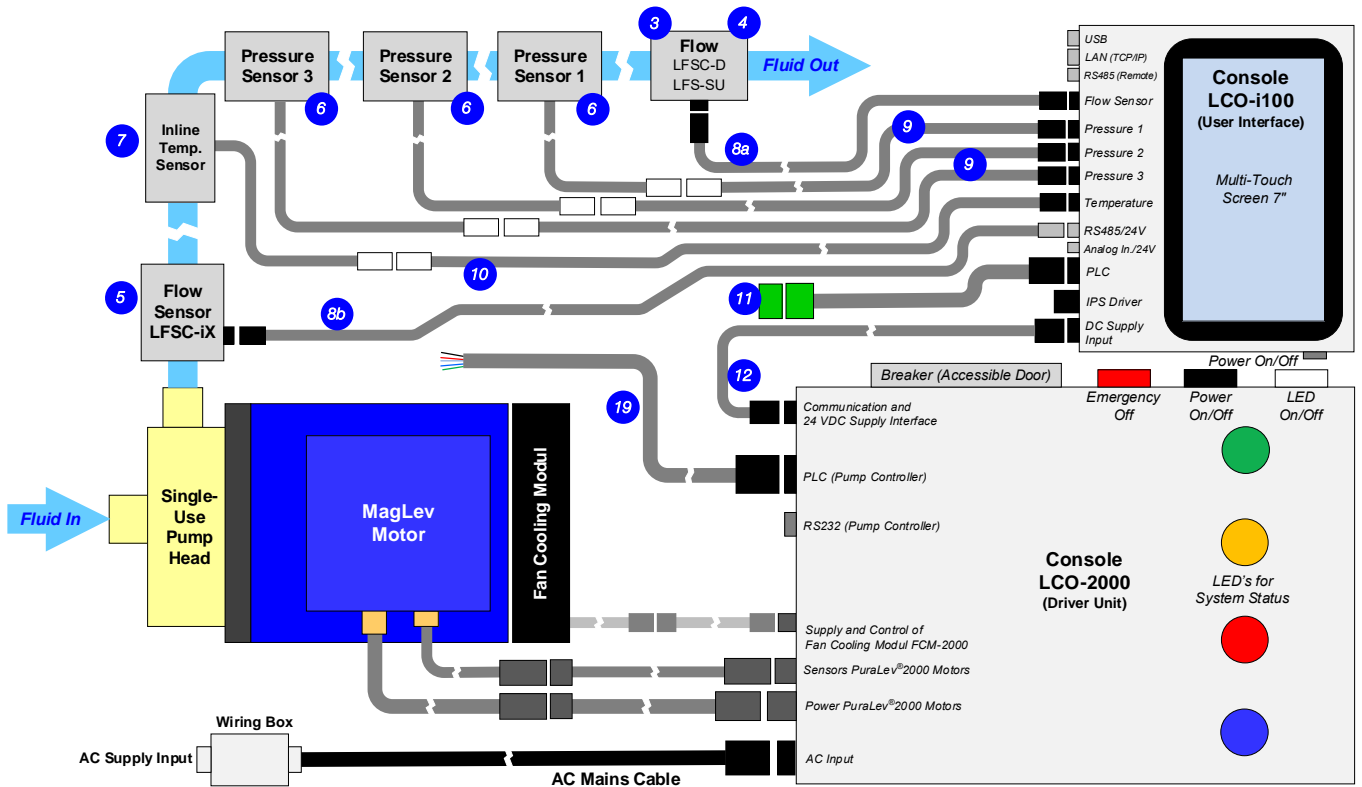 3
4
Pressure
Sensor 3
Pressure
Sensor 2
Pressure
Sensor 1
Flow
LFSC-D
LFS-SU
Fluid Out
6
6
6
7
Inline
Temp.
Sensor
8a
9
9
USB
LAN (TCP/IP)
RS485 (Remote)
Flow Sensor
Pressure 1
Pressure 2
Pressure 3
Temperature
RS485/24V
Analog In./24V
PLC
IPS Driver
DC Supply
Input
Console
LCO-i100
(User Interface)
Multi-Touch
Screen 7"
Power On/Off
5
Flow
Sensor
LFSC-iX
8b
10
11
12
19
Fluid In
Single-
Use
Pump
Head
MagLev
Motor
Fan Cooling Modul
Breaker (Accessible Door)
Emergency
Off
Power
On/Off
LED
On/Off
Communication and
24 VDC Supply Interface
PLC (Pump Controller)
RS232 (Pump Controller)
Console
LCO-2000
(Driver Unit)
LED's for
System Status
Supply and Control of
Fan Cooling Modul FCM-2000
Sensors PuraLev®2000 Motors
Power PuraLev®2000 Motors
AC Input
Wiring Box
AC Supply Input
AC Mains Cable